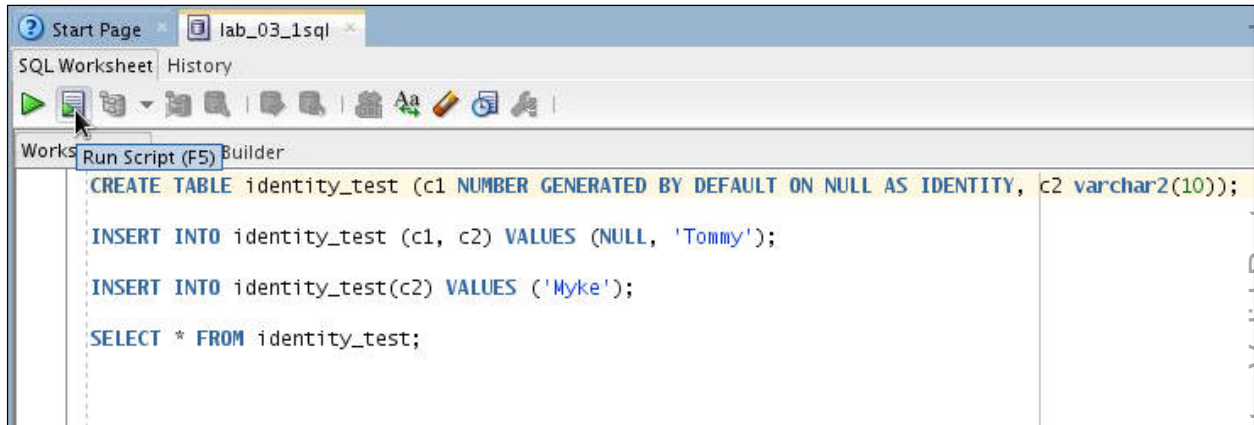 Start Page lab_03_1sql
SQL Worksheet History
Aa
Works Builder
Run Script (F5)
CREATE TABLE identity_test (c1 NUMBER GENERATED BY DEFAULT ON NULL AS IDENTITY, c2 varchar2(10));
INSERT INTO identity_test (c1, c2) VALUES (NULL, 'Tommy');
INSERT INTO identity_test(c2) VALUES ('Myke');
SELECT * FROM identity_test;